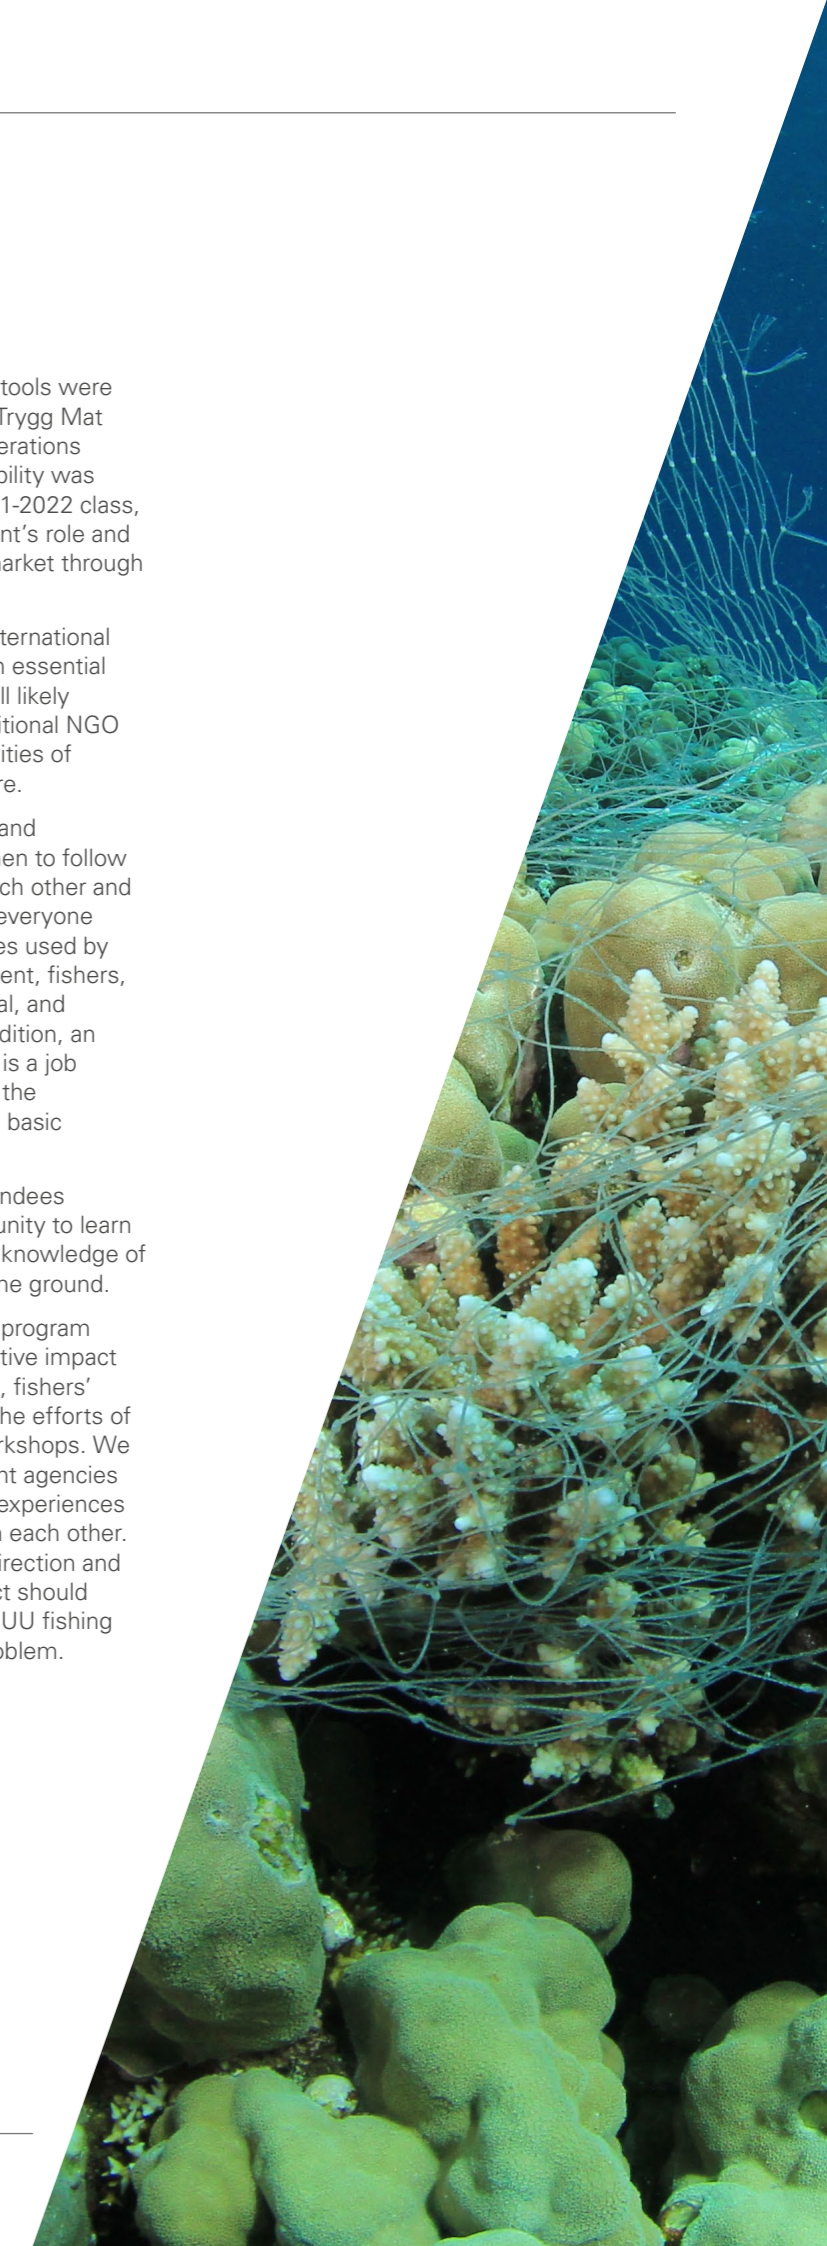 tools were
Trygg Mat
erations
bility was
1-2022 class,
nt's role and
arket through
ternational
essential
ll likely
itional NGO
ities of
re.
and
en to follow
ch other and
everyone
es used by
ent, fishers,
al, and
dition, an
is a job
the
basic
ndees
unity to learn
knowledge of
he ground.
program
tive impact
, fishers'
he efforts of
rkshops. We
nt agencies
experiences
each other.
irection and
ct should
UU fishing
oblem.